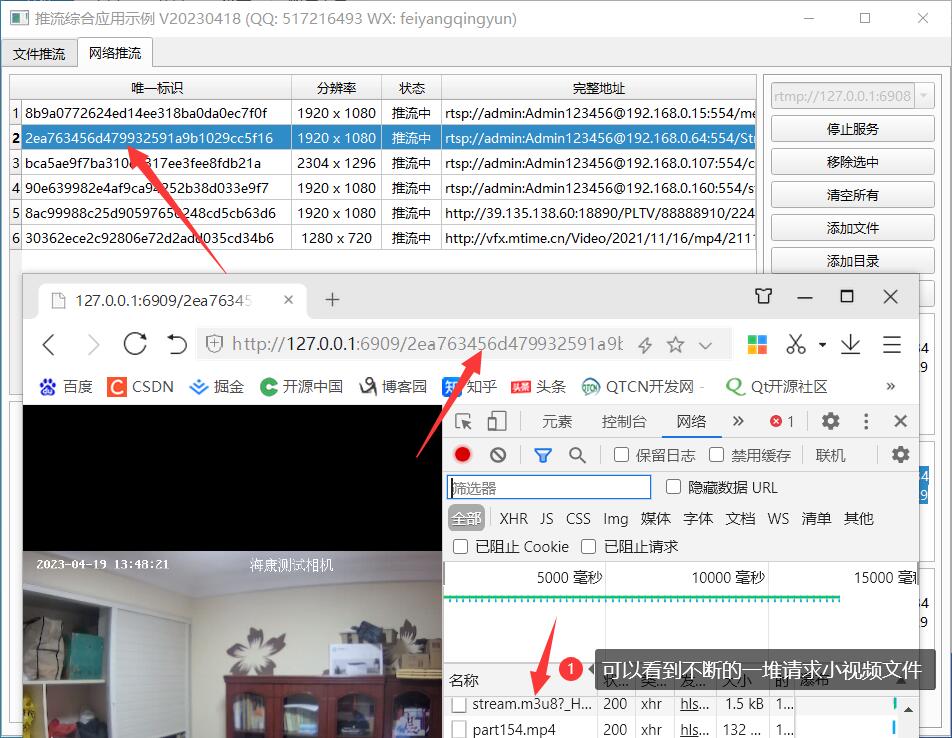 推流综合应用示例 V20230418 (QQ: 517216493 WX: feiyangqingyun)
文件推流 网络推流
唯一标识 分辨率 状态 完整地址
1 8b9a0772624ed14ee318ba0da0ec7f0f 1920 x 1080 推流中 rtsp://admin:Admin123456@192.168.0.15:554/me
2 2ea763456d479932591a9b1029cc5f16 1920 x 1080 推流中 rtsp://admin:Admin123456@192.168.0.64:554/Str
3 1920 x 1080 2304 x 1296 推流中 rtsp://admin:Admin123456@192.168.0.107:554/c
4 1920 x 1080 推流中 rtsp://admin:Admin123456@192.168.0.160:554/s
5 1920 x 1080 推流中 http://39.135.138.60:18890/PLTV/88888910/224
6 30362ece2c92806e72d2add035cd34b6 1280 x 720 推流中 http://vfx.mtime.cn/Video/2021/11/16/mp4/211
rtmp://127.0.0.1:6908
停止服务
移除选中
清空所有
添加文件
添加目录
127.0.0.1:6909/2ea76345
http://127.0.0.1:6909/2ea763456d479932591a9b
百度 CSDN 掘金 开源中国 博客园 知乎 头条 QTCN开发网 - Qt开源社区 »
元素 控制台 网络 » 1
保留日志 禁用缓存 联机
筛选器 隐藏数据 URL
全部 XHR JS CSS Img 媒体 字体 文档 WS 清单 其他
已阻止 Cookie 已阻止请求
5000 毫秒 10000 毫秒 15000 毫秒
2023-04-19 13:48:21 海康测试相机
1 可以看到不断的一堆请求小视频文件
名称
stream.m3u8?_H... 200 xhr hls... 1.5 kB 1...
part154.mp4 200 xhr hls... 132 ... 1...